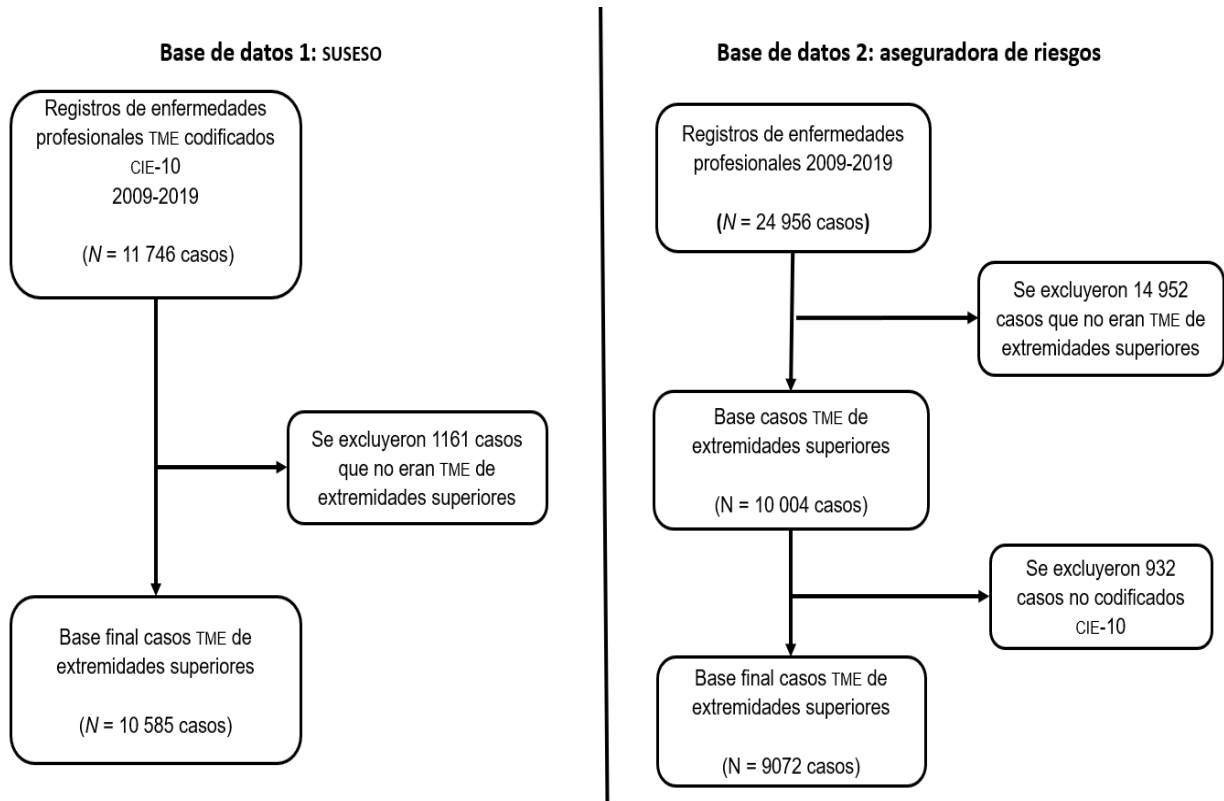 Base de datos 1: SUSESO
Registros de enfermedades
profesionales TME codificados
CIE-10
2009-2019
(N = 11 746 casos)
Se excluyeron 1161 casos
que no eran TME de
extremidades superiores
Base final casos TME de
extremidades superiores
(N = 10 585 casos)
Base de datos 2: aseguradora de riesgos
Registros de enfermedades
profesionales 2009-2019
(N = 24 956 casos)
Se excluyeron 14 952
casos que no eran TME de
extremidades superiores
Base casos TME de
extremidades superiores
(N = 10 004 casos)
Se excluyeron 932
casos no codificados
CIE-10
Base final casos TME de
extremidades superiores
(N = 9072 casos)